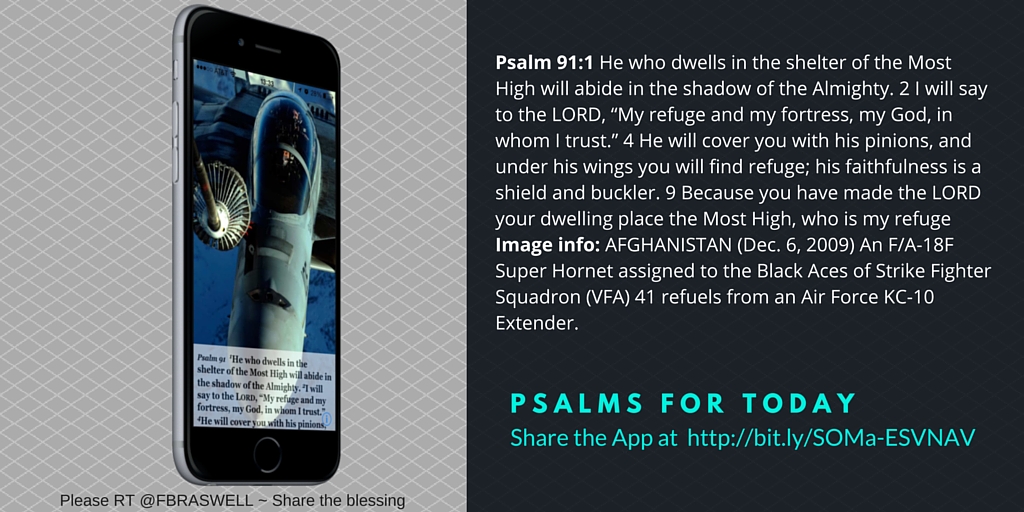 AT&T 12:33 26%
Psalm 91 ¹He who dwells in the
shelter of the Most High will abide in
the shadow of the Almighty. ²I will
say to the LORD, “My refuge and my
fortress, my God, in whom I trust.”
⁴He will cover you with his pinions,
Please RT @FBRASWELL ~ Share the blessing
Psalm 91:1 He who dwells in the shelter of the Most
High will abide in the shadow of the Almighty. 2 I will say
to the LORD, “My refuge and my fortress, my God, in
whom I trust.” 4 He will cover you with his pinions, and
under his wings you will find refuge; his faithfulness is a
shield and buckler. 9 Because you have made the LORD
your dwelling place the Most High, who is my refuge
Image info: AFGHANISTAN (Dec. 6, 2009) An F/A-18F
Super Hornet assigned to the Black Aces of Strike Fighter
Squadron (VFA) 41 refuels from an Air Force KC-10
Extender.
PSALMS FOR TODAY
Share the App at http://bit.ly/SOMa-ESVNAV